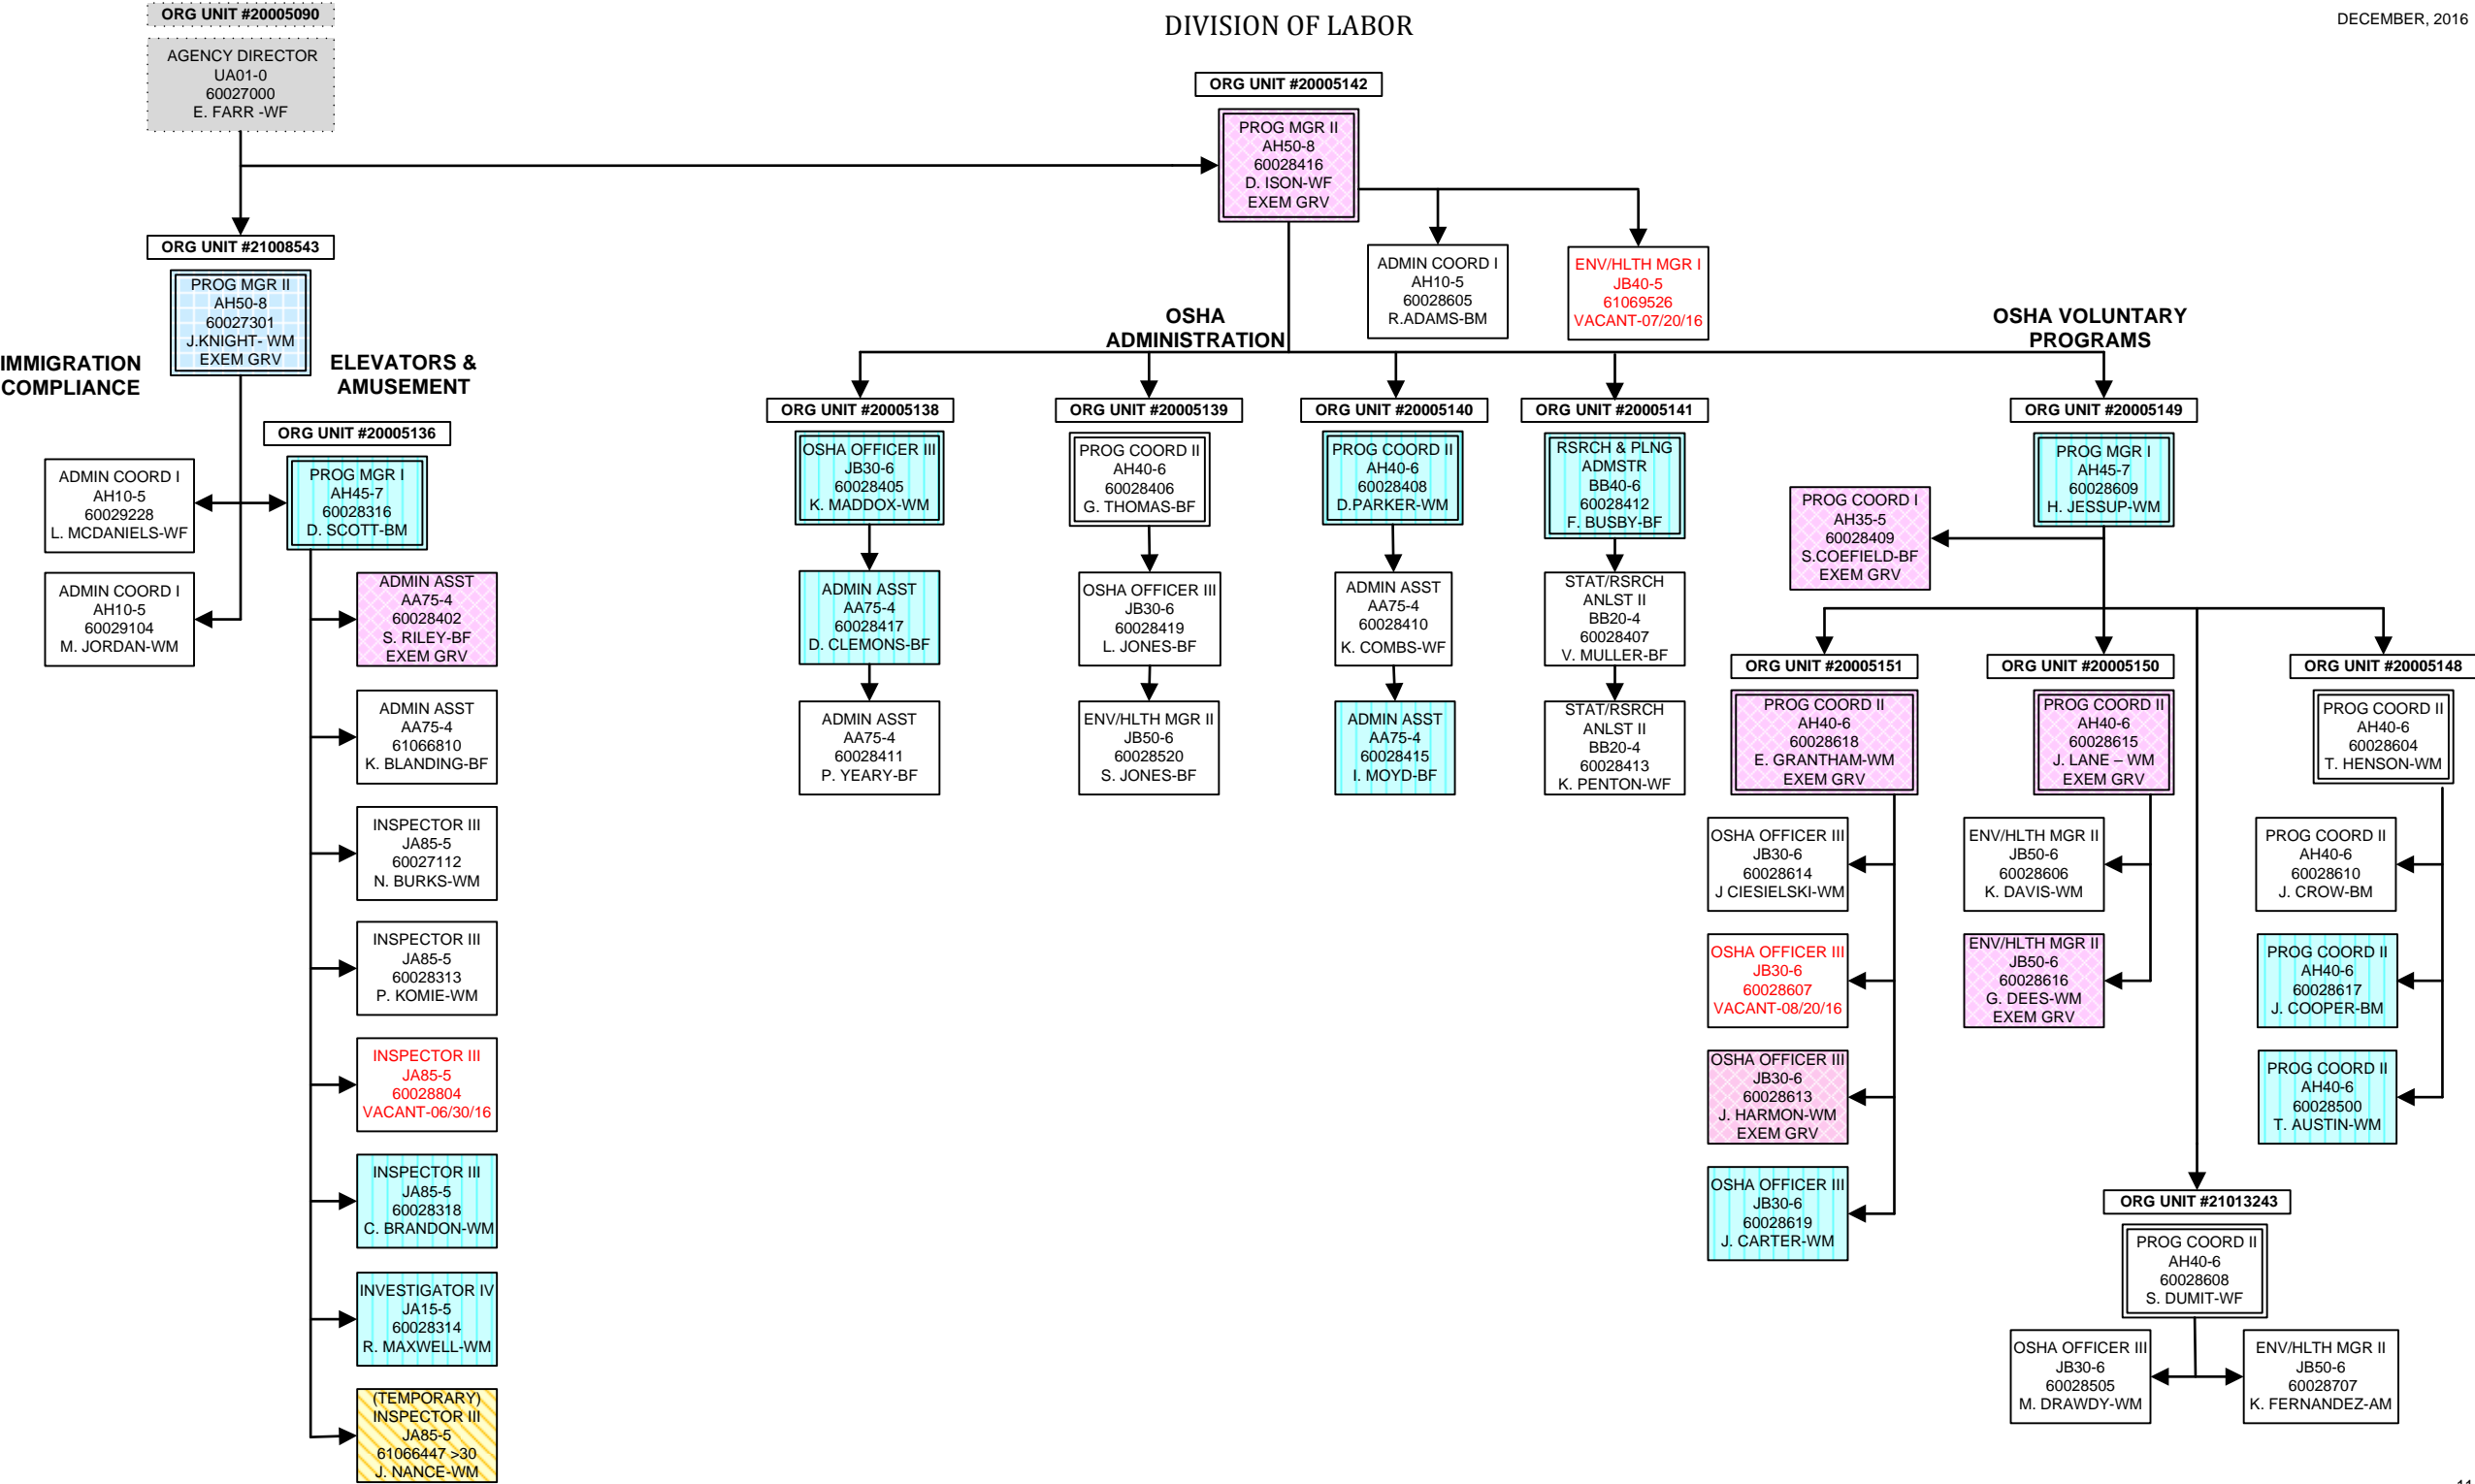 DIVISION OF LABOR
DECEMBER, 2016
ORG UNIT #20005090
AGENCY DIRECTOR
UA01-0
60027000
E. FARR -WF
ORG UNIT #20005142
PROG MGR II
AH50-8
60028416
D. ISON-WF
EXEM GRV
ADMIN COORD I
AH10-5
60028605
R.ADAMS-BM
ENV/HLTH MGR I
JB40-5
61069526
VACANT-07/20/16
ORG UNIT #21008543
PROG MGR II
AH50-8
60027301
J.KNIGHT- WM
EXEM GRV
IMMIGRATION
COMPLIANCE
ELEVATORS &
AMUSEMENT
ORG UNIT #20005136
ADMIN COORD I
AH10-5
60029228
L. MCDANIELS-WF
ADMIN COORD I
AH10-5
60029104
M. JORDAN-WM
PROG MGR I
AH45-7
60028316
D. SCOTT-BM
ADMIN ASST
AA75-4
60028402
S. RILEY-BF
EXEM GRV
ADMIN ASST
AA75-4
61066810
K. BLANDING-BF
INSPECTOR III
JA85-5
60027112
N. BURKS-WM
INSPECTOR III
JA85-5
60028313
P. KOMIE-WM
INSPECTOR III
JA85-5
60028804
VACANT-06/30/16
INSPECTOR III
JA85-5
60028318
C. BRANDON-WM
INVESTIGATOR IV
JA15-5
60028314
R. MAXWELL-WM
(TEMPORARY)
INSPECTOR III
JA85-5
61066447 >30
J. NANCE-WM
OSHA
ADMINISTRATION
ORG UNIT #20005138
OSHA OFFICER III
JB30-6
60028405
K. MADDOX-WM
ADMIN ASST
AA75-4
60028417
D. CLEMONS-BF
ADMIN ASST
AA75-4
60028411
P. YEARY-BF
ORG UNIT #20005139
PROG COORD II
AH40-6
60028406
G. THOMAS-BF
OSHA OFFICER III
JB30-6
60028419
L. JONES-BF
ENV/HLTH MGR II
JB50-6
60028520
S. JONES-BF
ORG UNIT #20005140
PROG COORD II
AH40-6
60028408
D.PARKER-WM
ADMIN ASST
AA75-4
60028410
K. COMBS-WF
ADMIN ASST
AA75-4
60028415
I. MOYD-BF
ORG UNIT #20005141
RSRCH & PLNG
ADMSTR
BB40-6
60028412
F. BUSBY-BF
STAT/RSRCH
ANLST II
BB20-4
60028407
V. MULLER-BF
STAT/RSRCH
ANLST II
BB20-4
60028413
K. PENTON-WF
OSHA VOLUNTARY
PROGRAMS
ORG UNIT #20005149
PROG MGR I
AH45-7
60028609
H. JESSUP-WM
PROG COORD I
AH35-5
60028409
S.COEFIELD-BF
EXEM GRV
ORG UNIT #20005151
PROG COORD II
AH40-6
60028618
E. GRANTHAM-WM
EXEM GRV
OSHA OFFICER III
JB30-6
60028614
J CIESIELSKI-WM
OSHA OFFICER III
JB30-6
60028607
VACANT-08/20/16
OSHA OFFICER III
JB30-6
60028613
J. HARMON-WM
EXEM GRV
OSHA OFFICER III
JB30-6
60028619
J. CARTER-WM
ORG UNIT #20005150
PROG COORD II
AH40-6
60028615
J. LANE – WM
EXEM GRV
ENV/HLTH MGR II
JB50-6
60028606
K. DAVIS-WM
ENV/HLTH MGR II
JB50-6
60028616
G. DEES-WM
EXEM GRV
ORG UNIT #20005148
PROG COORD II
AH40-6
60028604
T. HENSON-WM
PROG COORD II
AH40-6
60028610
J. CROW-BM
PROG COORD II
AH40-6
60028617
J. COOPER-BM
PROG COORD II
AH40-6
60028500
T. AUSTIN-WM
ORG UNIT #21013243
PROG COORD II
AH40-6
60028608
S. DUMIT-WF
OSHA OFFICER III
JB30-6
60028505
M. DRAWDY-WM
ENV/HLTH MGR II
JB50-6
60028707
K. FERNANDEZ-AM